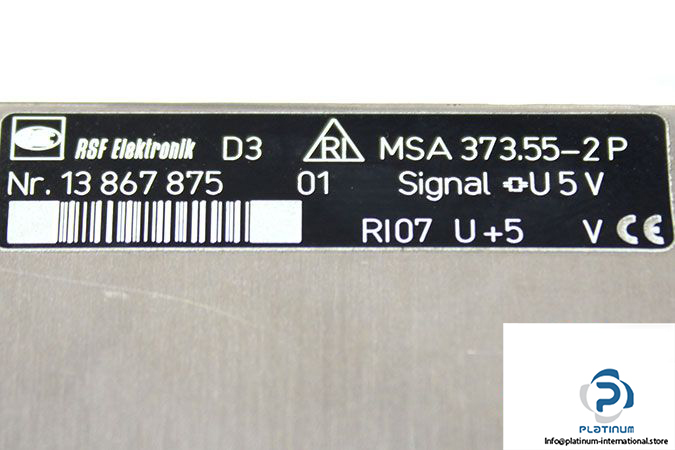 RSF Elektronik D3 RI MSA 373.55-2 P
Nr. 13 867 875 01 Signal U 5 V
RI07 U +5 V CE
PLATINUM
Info@platinum-international.store